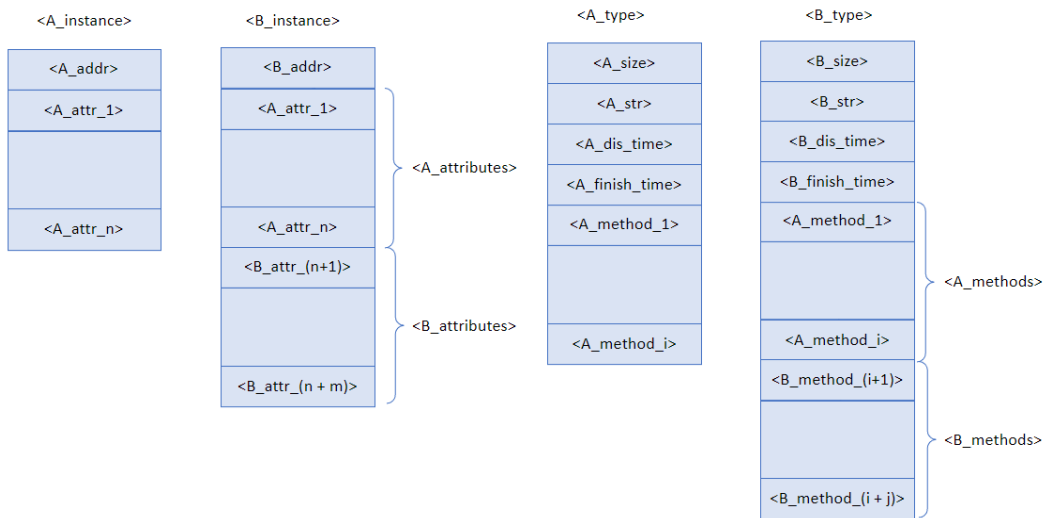 <A_instance>
<A_addr>
<A_attr_1>
<A_attr_n>
<B_instance>
<B_addr>
<A_attr_1>
<A_attr_n>
<B_attr_(n+1)>
<B_attr_(n + m)>
<A_attributes>
<B_attributes>
<A_type>
<A_size>
<A_str>
<A_dis_time>
<A_finish_time>
<A_method_1>
<A_method_i>
<B_type>
<B_size>
<B_str>
<B_dis_time>
<B_finish_time>
<A_method_1>
<A_method_i>
<B_method_(i+1)>
<B_method_(i + j)>
<A_methods>
<B_methods>